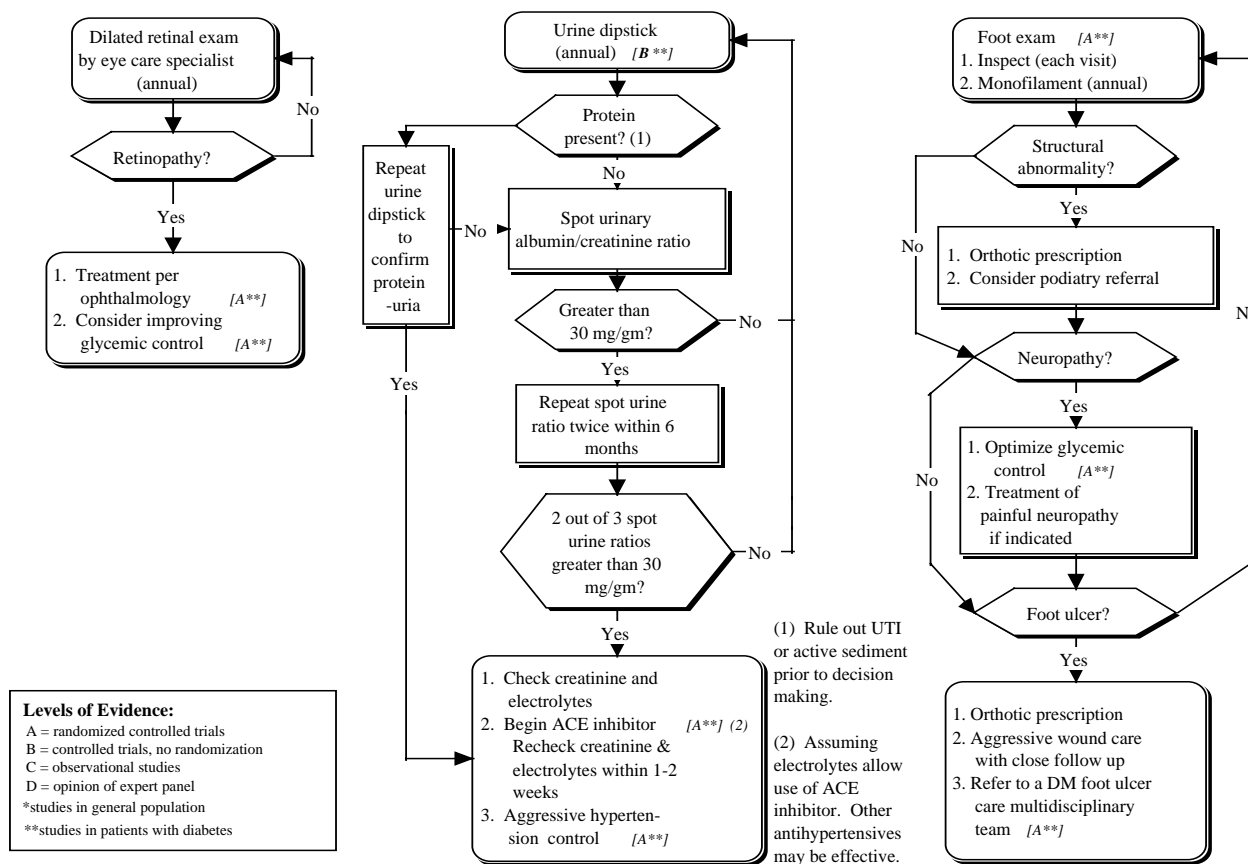 Dilated retinal exam
by eye care specialist
(annual)
No
Retinopathy?
Yes
1. Treatment per
ophthalmology [A**]
2. Consider improving
glycemic control [A**]
Levels of Evidence:
A = randomized controlled trials
B = controlled trials, no randomization
C = observational studies
D = opinion of expert panel
*studies in general population
**studies in patients with diabetes
Urine dipstick
(annual) [B **]
Protein
present? (1)
Repeat
urine
dipstick
to
confirm
protein
-uria
No
No
Spot urinary
albumin/creatinine ratio
Greater than
30 mg/gm?
No
Yes
Yes
Repeat spot urine
ratio twice within 6
months
2 out of 3 spot
urine ratios
greater than 30
mg/gm?
No
Yes
1. Check creatinine and
electrolytes
2. Begin ACE inhibitor [A**] (2)
Recheck creatinine &
electrolytes within 1-2
weeks
3. Aggressive hyperten-
sion control [A**]
(1) Rule out UTI
or active sediment
prior to decision
making.
(2) Assuming
electrolytes allow
use of ACE
inhibitor. Other
antihypertensives
may be effective.
Foot exam [A**]
1. Inspect (each visit)
2. Monofilament (annual)
Structural
abnormality?
Yes
No
1. Orthotic prescription
2. Consider podiatry referral
Neuropathy?
Yes
No
1. Optimize glycemic
control [A**]
2. Treatment of
painful neuropathy
if indicated
Foot ulcer?
Yes
1. Orthotic prescription
2. Aggressive wound care
with close follow up
3. Refer to a DM foot ulcer
care multidisciplinary
team [A**]